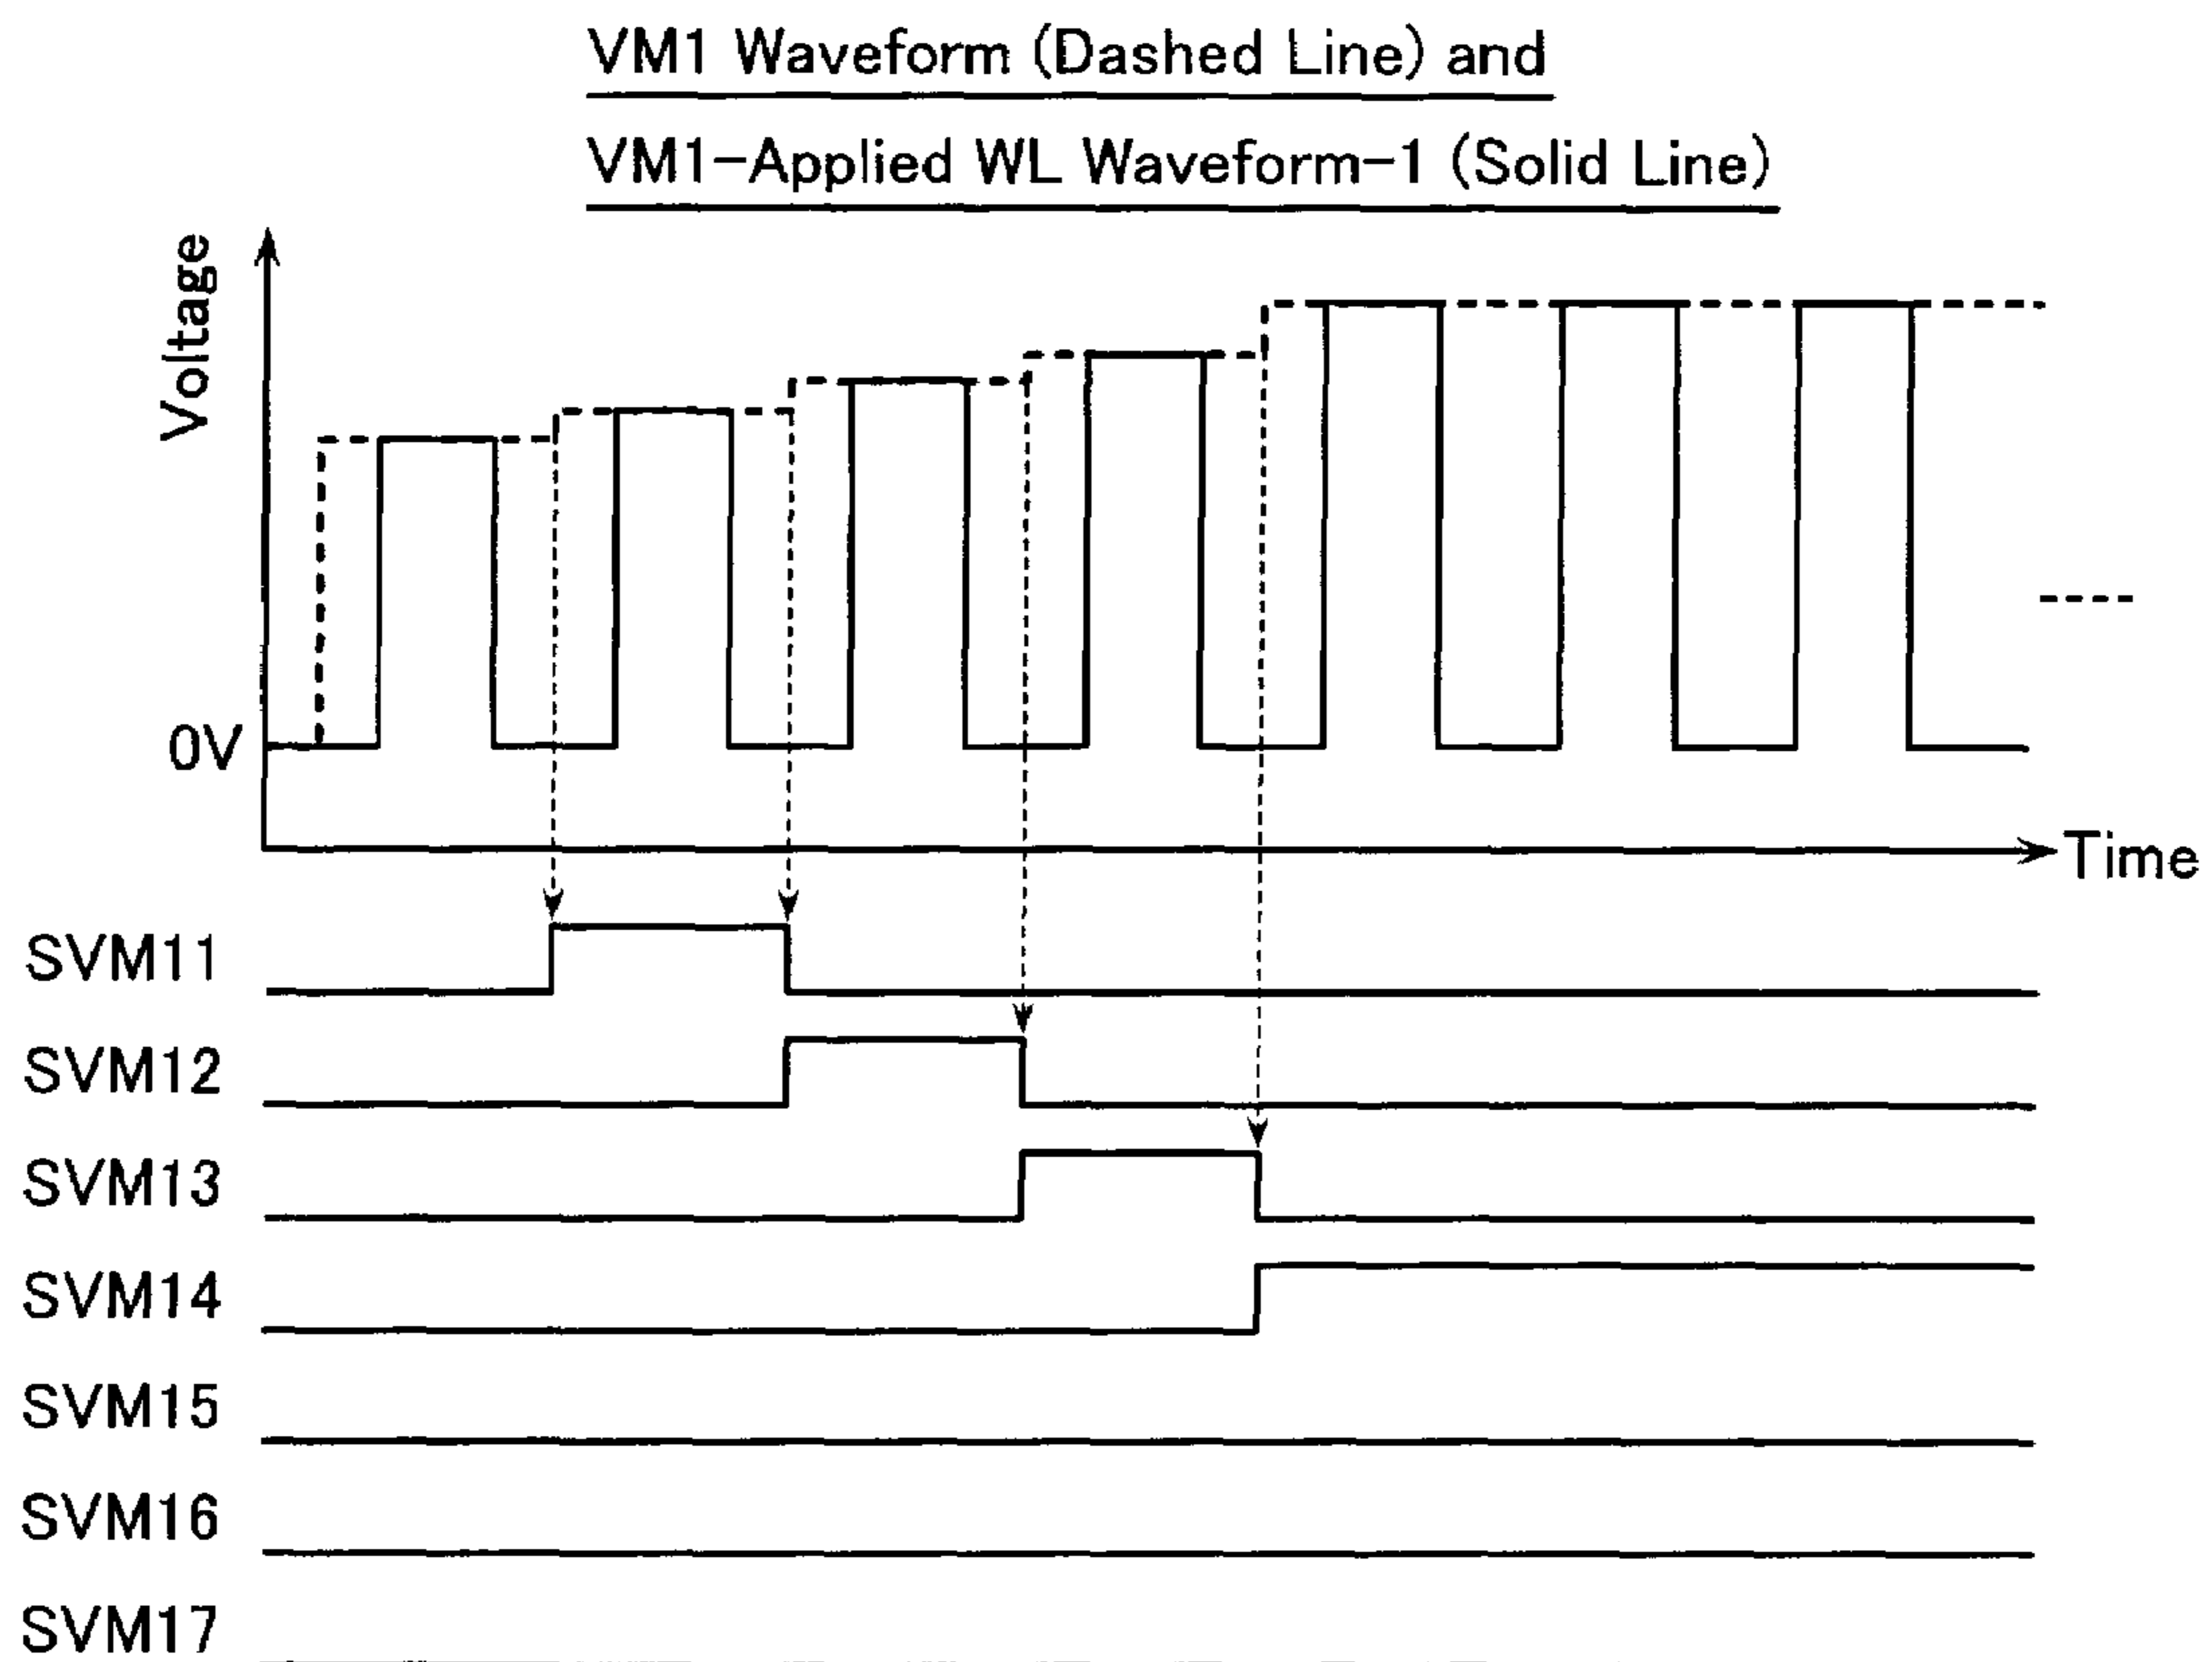 VM1 Waveform (Dashed Line) and
VM1-Applied WL Waveform-1 (Solid Line)
Voltage
0V
Time
SVM11
SVM12
SVM13
SVM14
SVM15
SVM16
SVM17